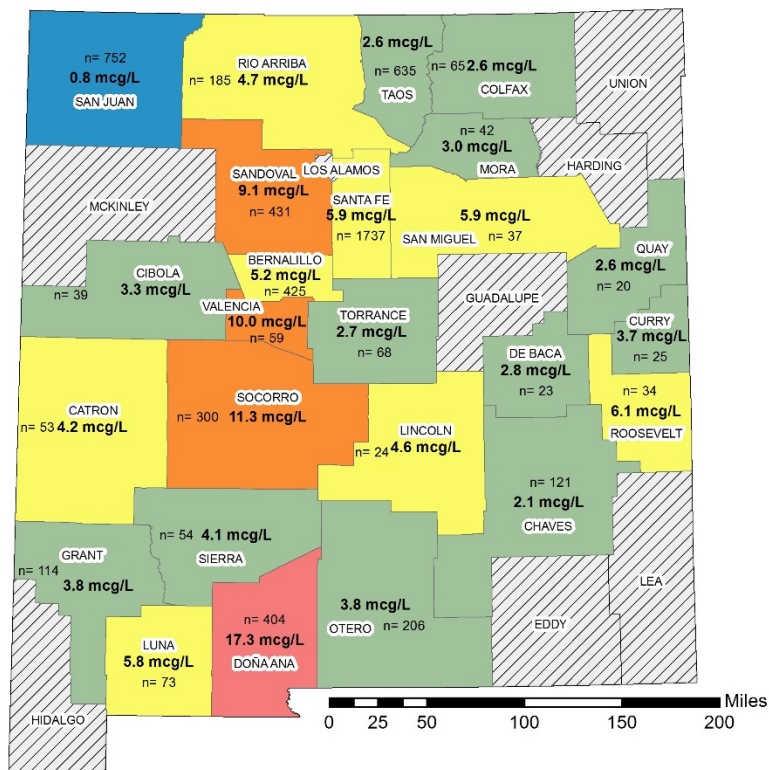 n= 752
0.8 mcg/L
SAN JUAN
RIO ARRIBA
n= 185 4.7 mcg/L
2.6 mcg/L
n= 635
TAOS
n= 65 2.6 mcg/L
COLFAX
UNION
n= 42
3.0 mcg/L
MORA
HARDING
MCKINLEY
SANDOVAL
9.1 mcg/L
n= 431
LOS ALAMOS
SANTA FE
5.9 mcg/L
n= 1737
5.9 mcg/L
SAN MIGUEL n= 37
QUAY
2.6 mcg/L
n= 20
CIBOLA
n= 39 3.3 mcg/L
BERNALILLO
5.2 mcg/L
n= 425
VALENCIA
10.0 mcg/L
n= 59
TORRANCE
2.7 mcg/L
n= 68
GUADALUPE
CURRY
3.7 mcg/L
n= 25
DE BACA
2.8 mcg/L
n= 23
n= 34
6.1 mcg/L
ROOSEVELT
CATRON
n= 53 4.2 mcg/L
SOCORRO
n= 300 11.3 mcg/L
LINCOLN
n= 24 4.6 mcg/L
n= 121
2.1 mcg/L
CHAVES
LEA
GRANT
n= 114
3.8 mcg/L
n= 54 4.1 mcg/L
SIERRA
n= 404
17.3 mcg/L
DOÑA ANA
3.8 mcg/L
OTERO n= 206
EDDY
LUNA
5.8 mcg/L
n= 73
HIDALGO
Miles
0 25 50 100 150 200